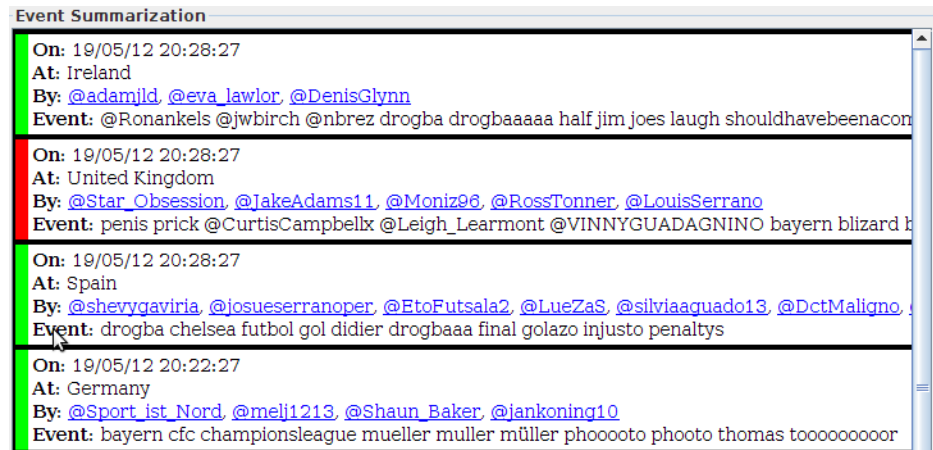 Event Summarization
On: 19/05/12 20:28:27
At: Ireland
By: @adamjld, @eva_lawlor, @DenisGlynn
Event: @Ronankels @jwbirch @nbrez drogba drogbaaaaa half jim joes laugh shouldhavebeenacom
On: 19/05/12 20:28:27
At: United Kingdom
By: @Star_Obsession, @JakeAdams11, @Moniz96, @RossTonner, @LouisSerrano
Event: penis prick @CurtisCampbellx @Leigh_Learmont @VINNYGUADAGNINO bayern blizard b
On: 19/05/12 20:28:27
At: Spain
By: @shevygaviria, @josueserranoper, @EtoFutsala2, @LueZaS, @silviaaguado13, @DctMaligno,
Event: drogba chelsea futbol gol didier drogbaaa final golazo injusto penaltys
On: 19/05/12 20:22:27
At: Germany
By: @Sport_ist_Nord, @melj1213, @Shaun_Baker, @jankoning10
Event: bayern cfc championsleague mueller muller müller phooooto phooto thomas tooooooooor